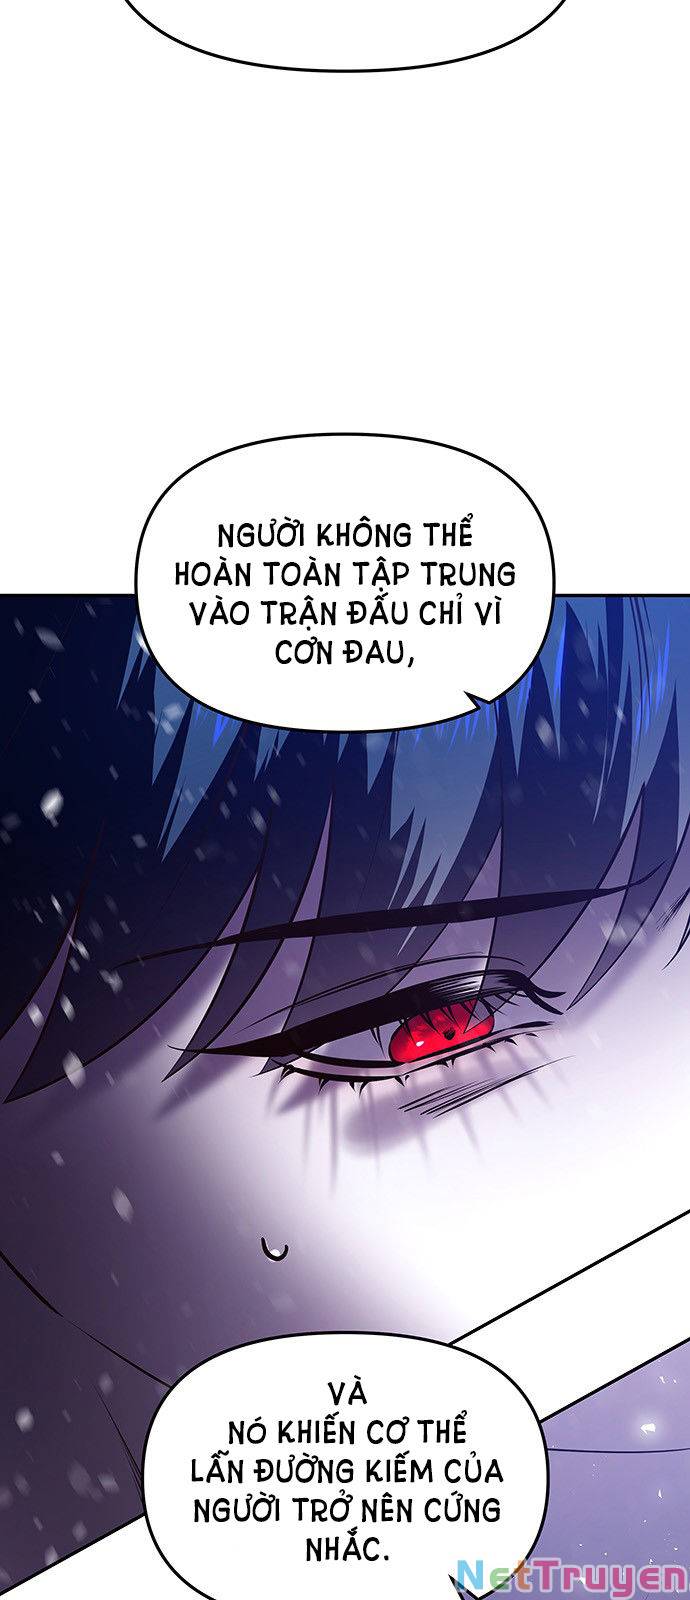 NGƯỜI KHÔNG THỂ
HOÀN TOÀN TẬP TRUNG
VÀO TRẬN ĐẤU CHỈ VÌ
CƠN ĐAU,
VÀ
NÓ KHIẾN CƠ THỂ
LẪN ĐƯỜNG KIẾM CỦA
NGƯỜI TRỞ NÊN CỨNG
NHẮC.
NetTruyen